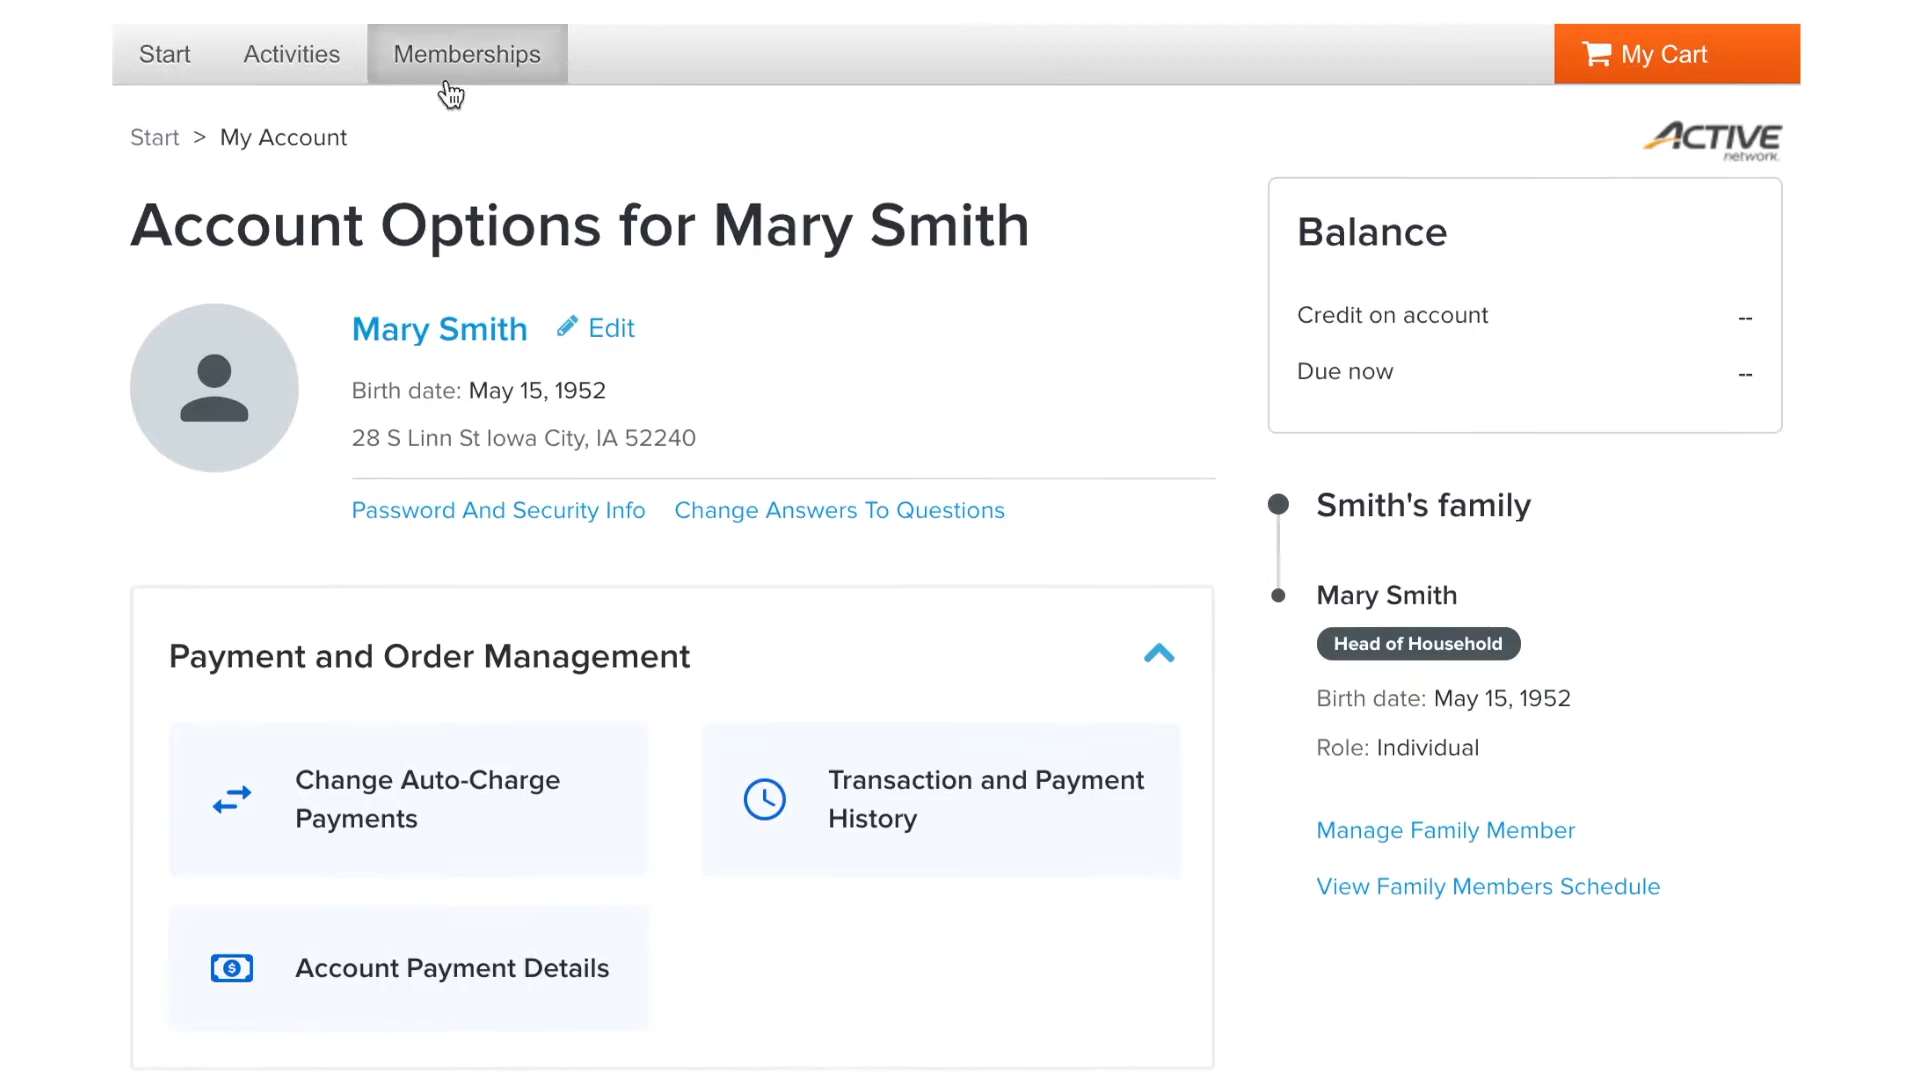 Start Activities Memberships My Cart
Start > My Account
ACTIVE
network.
Account Options for Mary Smith
Mary Smith Edit
Birth date: May 15, 1952
28 S Linn St Iowa City, IA 52240
Password And Security Info Change Answers To Questions
Payment and Order Management
Change Auto-Charge
Payments
Transaction and Payment
History
Account Payment Details
Balance
Credit on account --
Due now --
Smith's family
Mary Smith
Head of Household
Birth date: May 15, 1952
Role: Individual
Manage Family Member
View Family Members Schedule